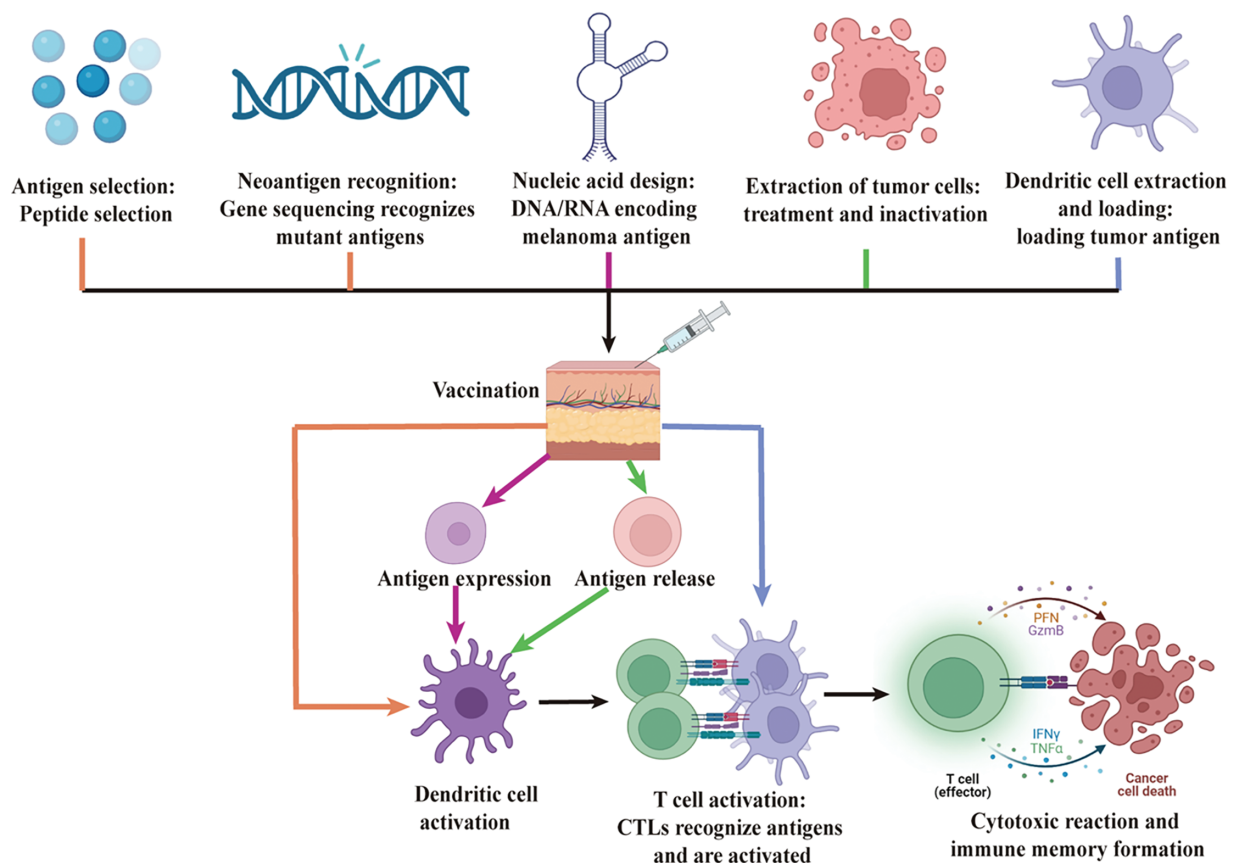 Antigen selection:
Peptide selection
Neoantigen recognition:
Gene sequencing recognizes
mutant antigens
Nucleic acid design:
DNA/RNA encoding
melanoma antigen
Extraction of tumor cells:
treatment and inactivation
Dendritic cell extraction
and loading:
loading tumor antigen
Vaccination
Antigen expression
Antigen release
PFN
GzmB
IFNγ
TNFα
T cell
(effector)
Cancer
cell death
Dendritic cell
activation
T cell activation:
CTLs recognize antigens
and are activated
Cytotoxic reaction and
immune memory formation